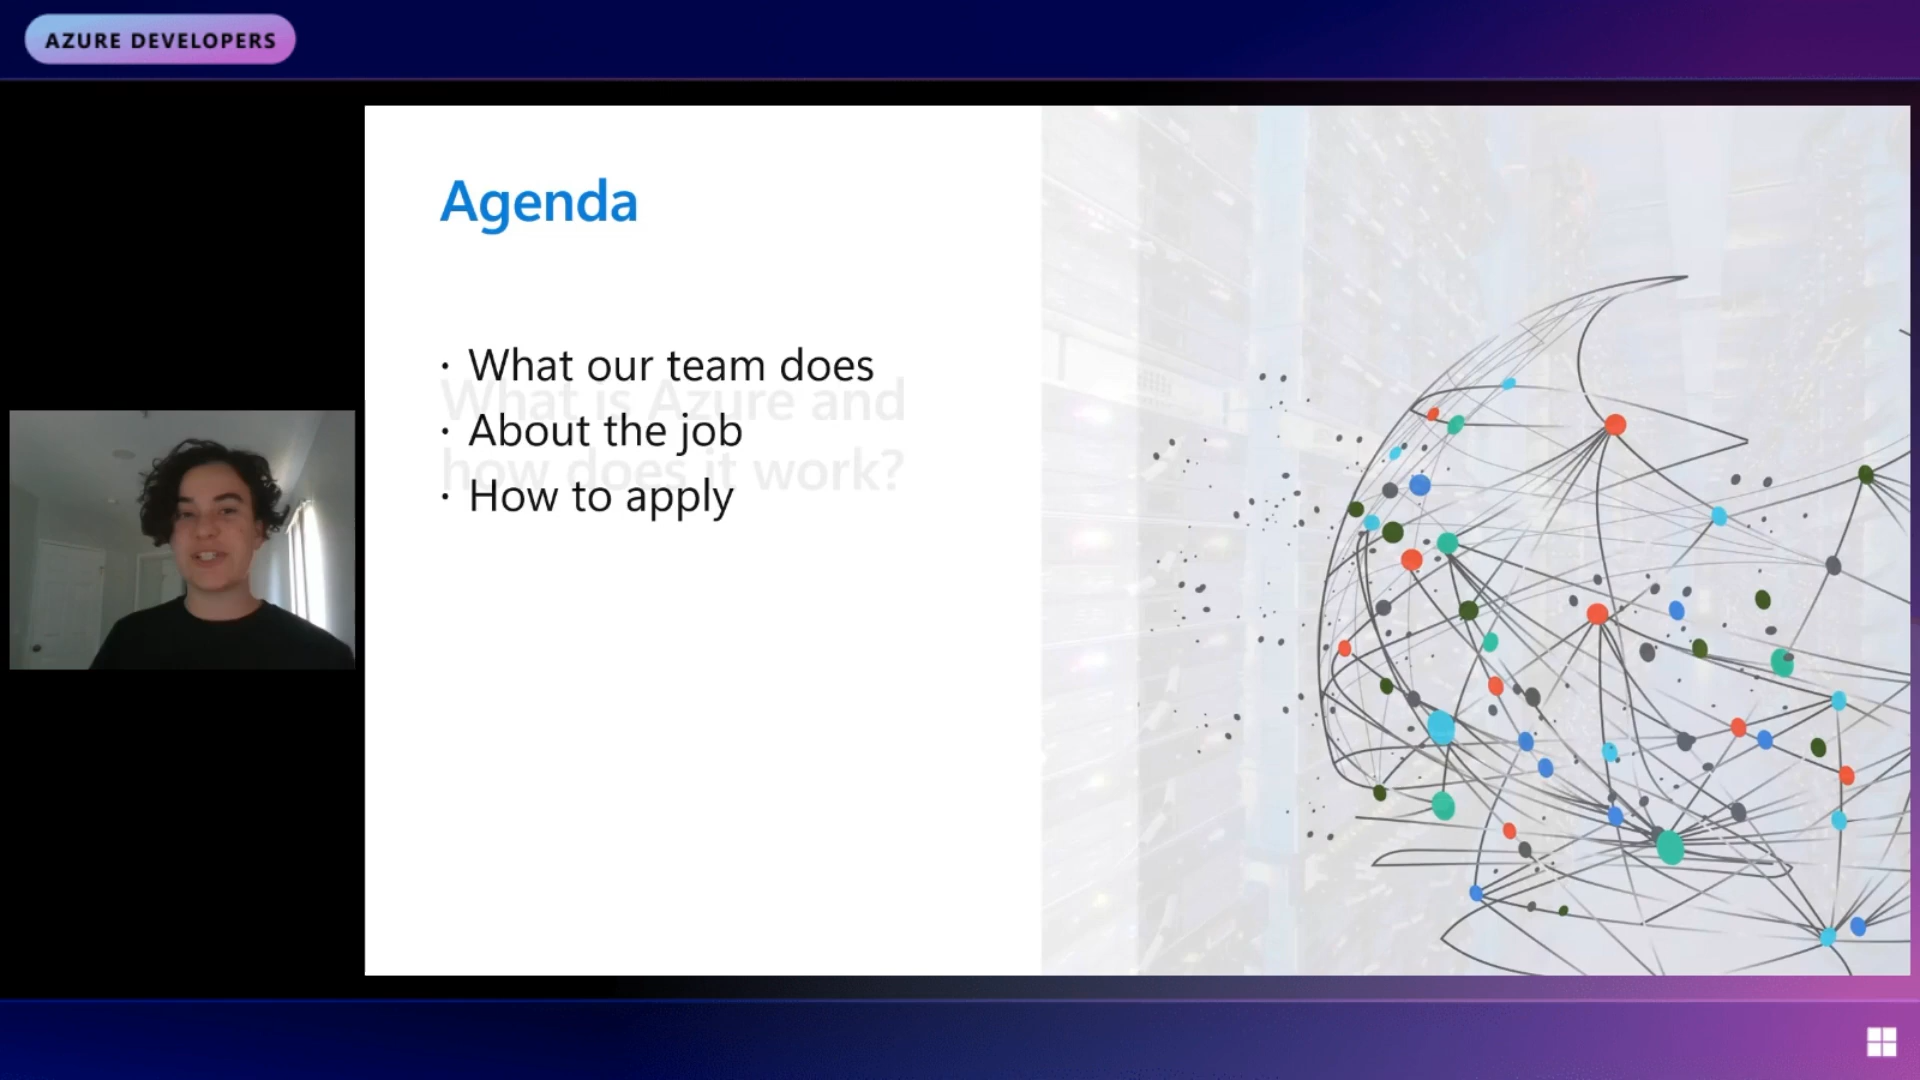 AZURE DEVELOPERS
Agenda
· What our team does
What is Azure and
· About the job
how does it work?
· How to apply